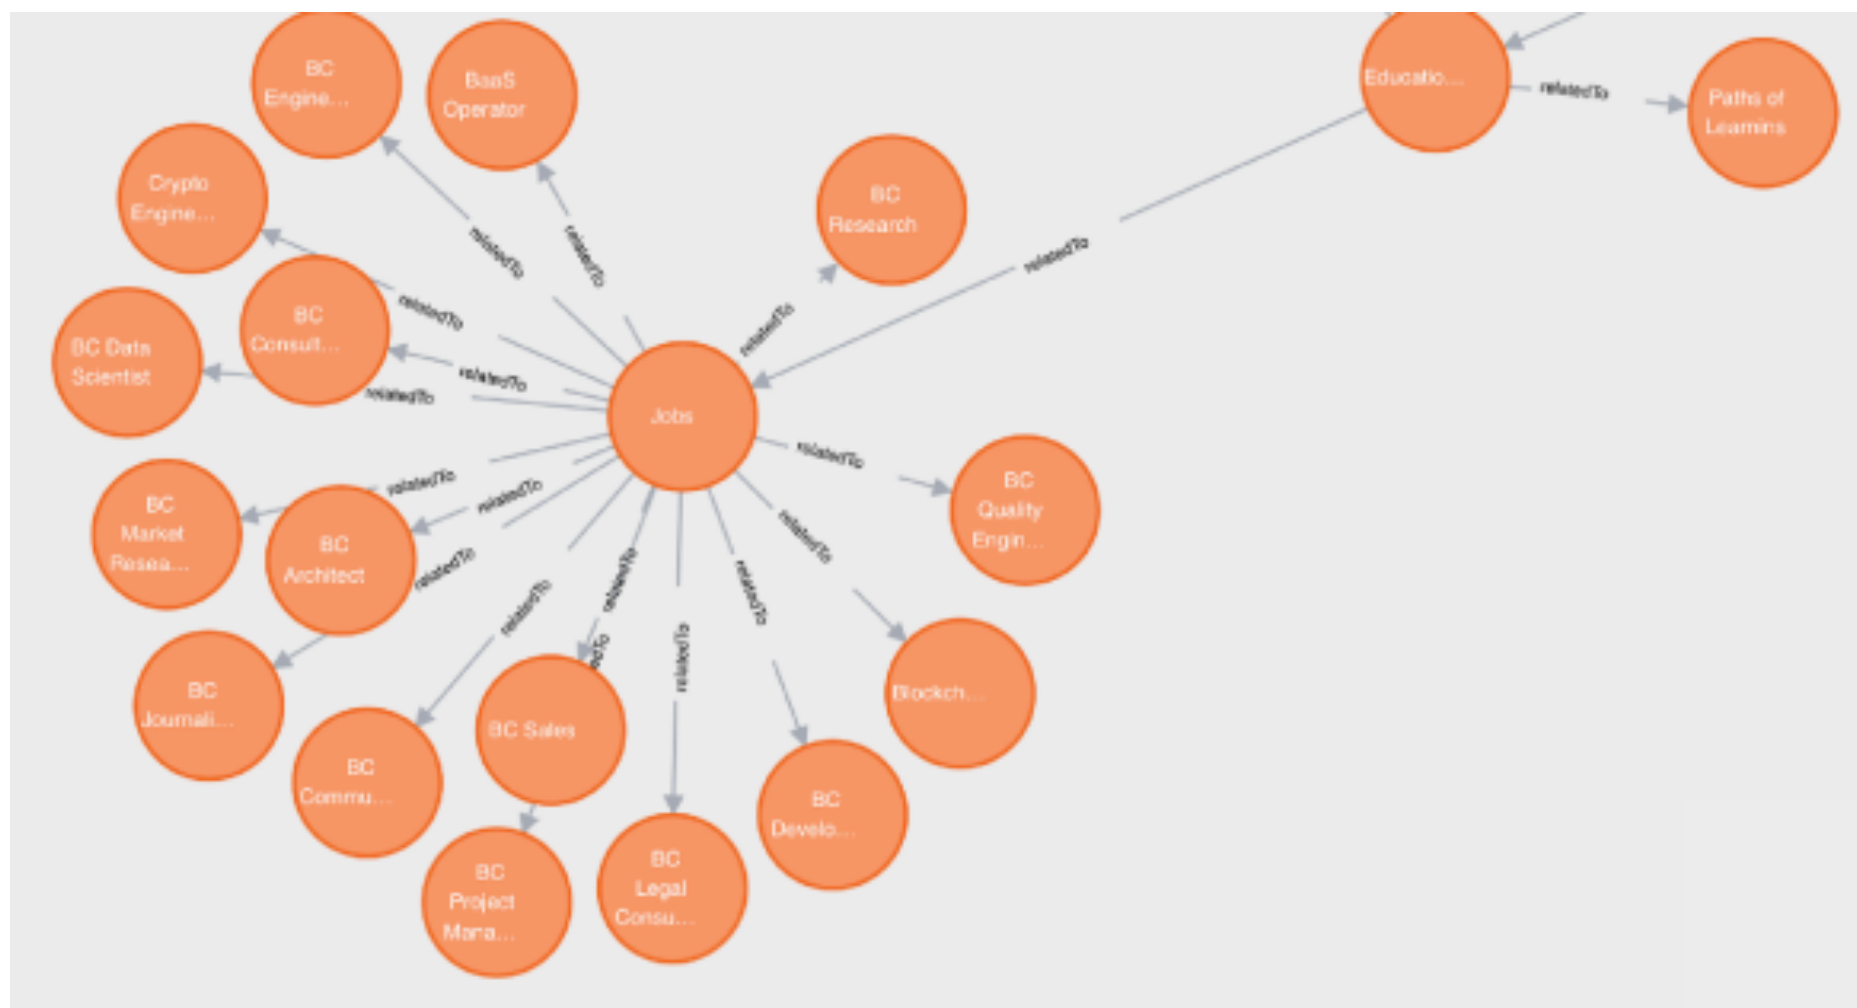 BC
Engine...
BaaS
Operator
Educatio...
relatedTo
Paths of
Learnins
Crypto
Engine...
BC
Research
relatedTo
relatedTo
relatedTo
relatedTo
relatedTo
BC
Consult...
BC Data
Scientist
relatedTo
relatedTo
Jobs
relatedTo
relatedTo
relatedTo
BC
Quality
Engin...
BC
Market
Resea...
BC
Architect
relatedTo
relatedTo
relatedTo
relatedTo
relatedTo
relatedTo
edTo
BC
Journali...
BC
Commu...
BC Sales
Blockch...
BC
Develo...
BC
Project
Mana...
BC
Legal
Consu...